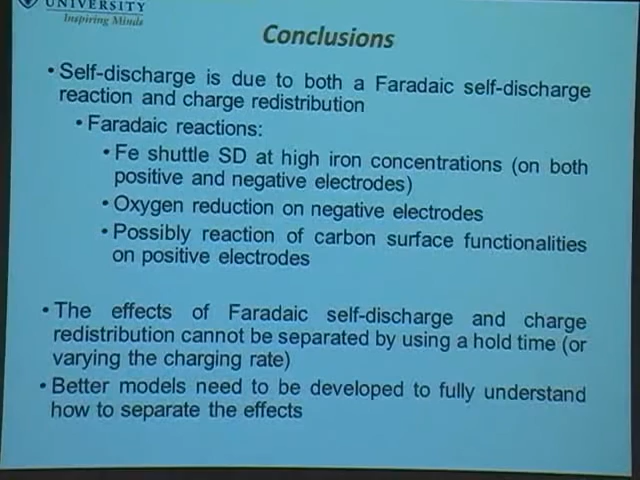 UNIVERSITY
Inspiring Minds
Conclusions
• Self-discharge is due to both a Faradaic self-discharge
reaction and charge redistribution
• Faradaic reactions:
• Fe shuttle SD at high iron concentrations (on both
positive and negative electrodes)
• Oxygen reduction on negative electrodes
• Possibly reaction of carbon surface functionalities
on positive electrodes
• The effects of Faradaic self-discharge and charge
redistribution cannot be separated by using a hold time (or
varying the charging rate)
• Better models need to be developed to fully understand
how to separate the effects